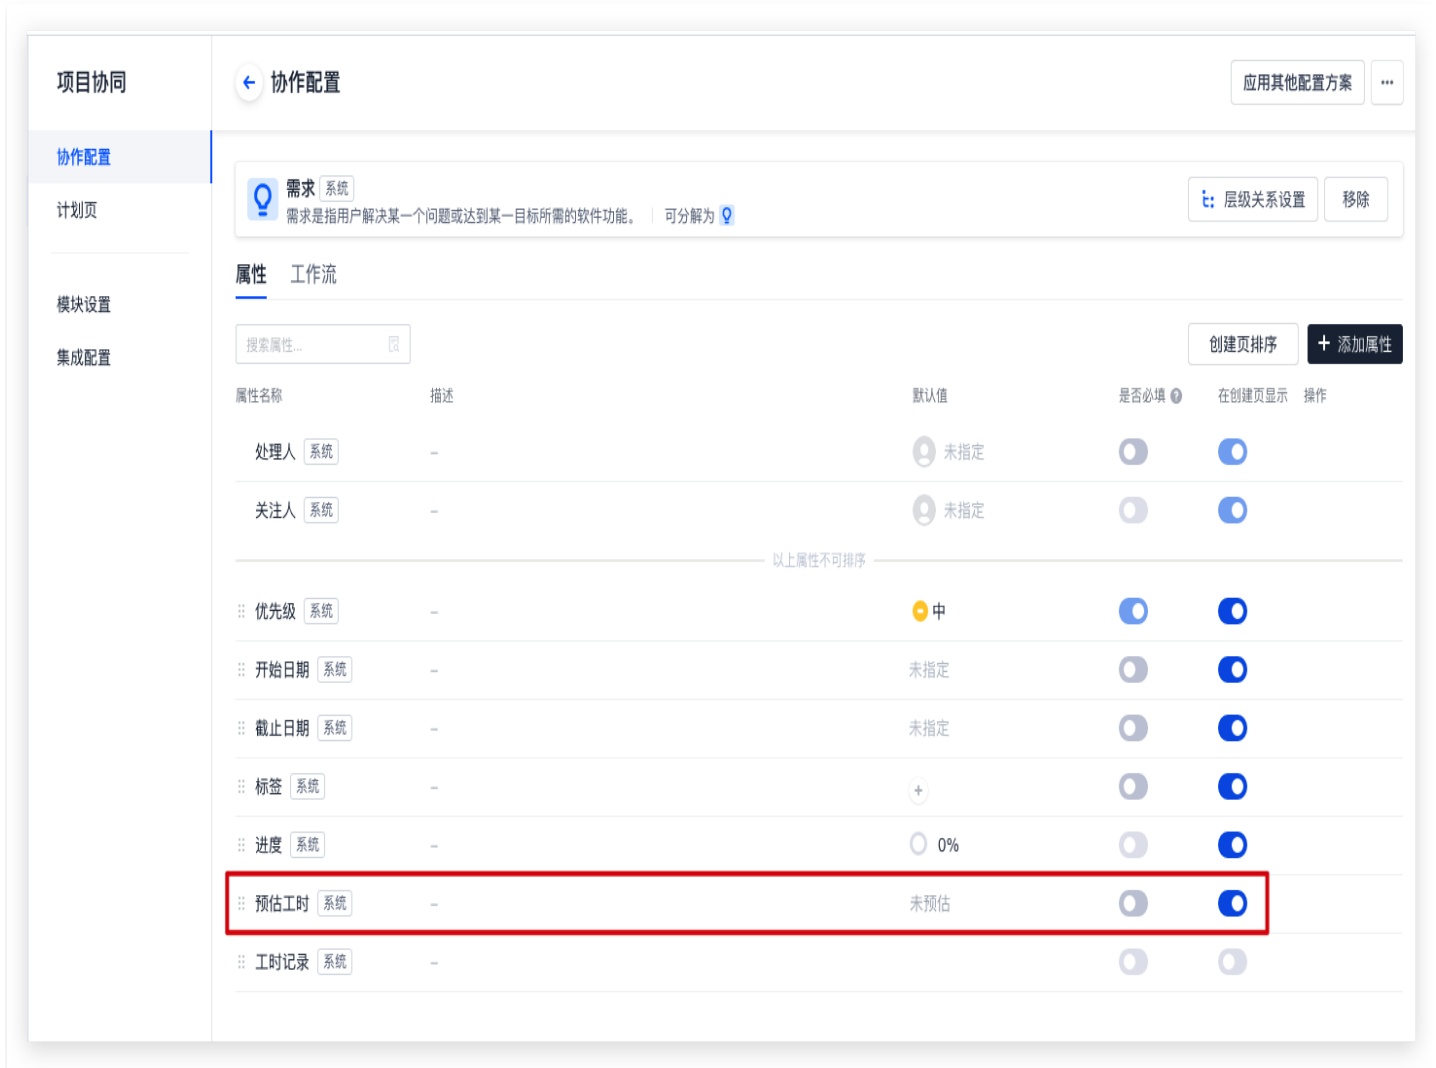 项目协同
协作配置
计划页
模块设置
集成配置
协作配置
应用其他配置方案
需求 系统
需求是指用户解决某一个问题或达到某一目标所需的软件功能。 可分解为
层级关系设置 移除
属性 工作流
搜索属性...
创建页排序 + 添加属性
属性名称 描述 默认值 是否必填 ? 在创建页显示 操作
处理人 系统 – 未指定
关注人 系统 – 未指定
以上属性不可排序
优先级 系统 – 中
开始日期 系统 – 未指定
截止日期 系统 – 未指定
标签 系统 – +
进度 系统 – 0%
预估工时 系统 – 未预估
工时记录 系统 –